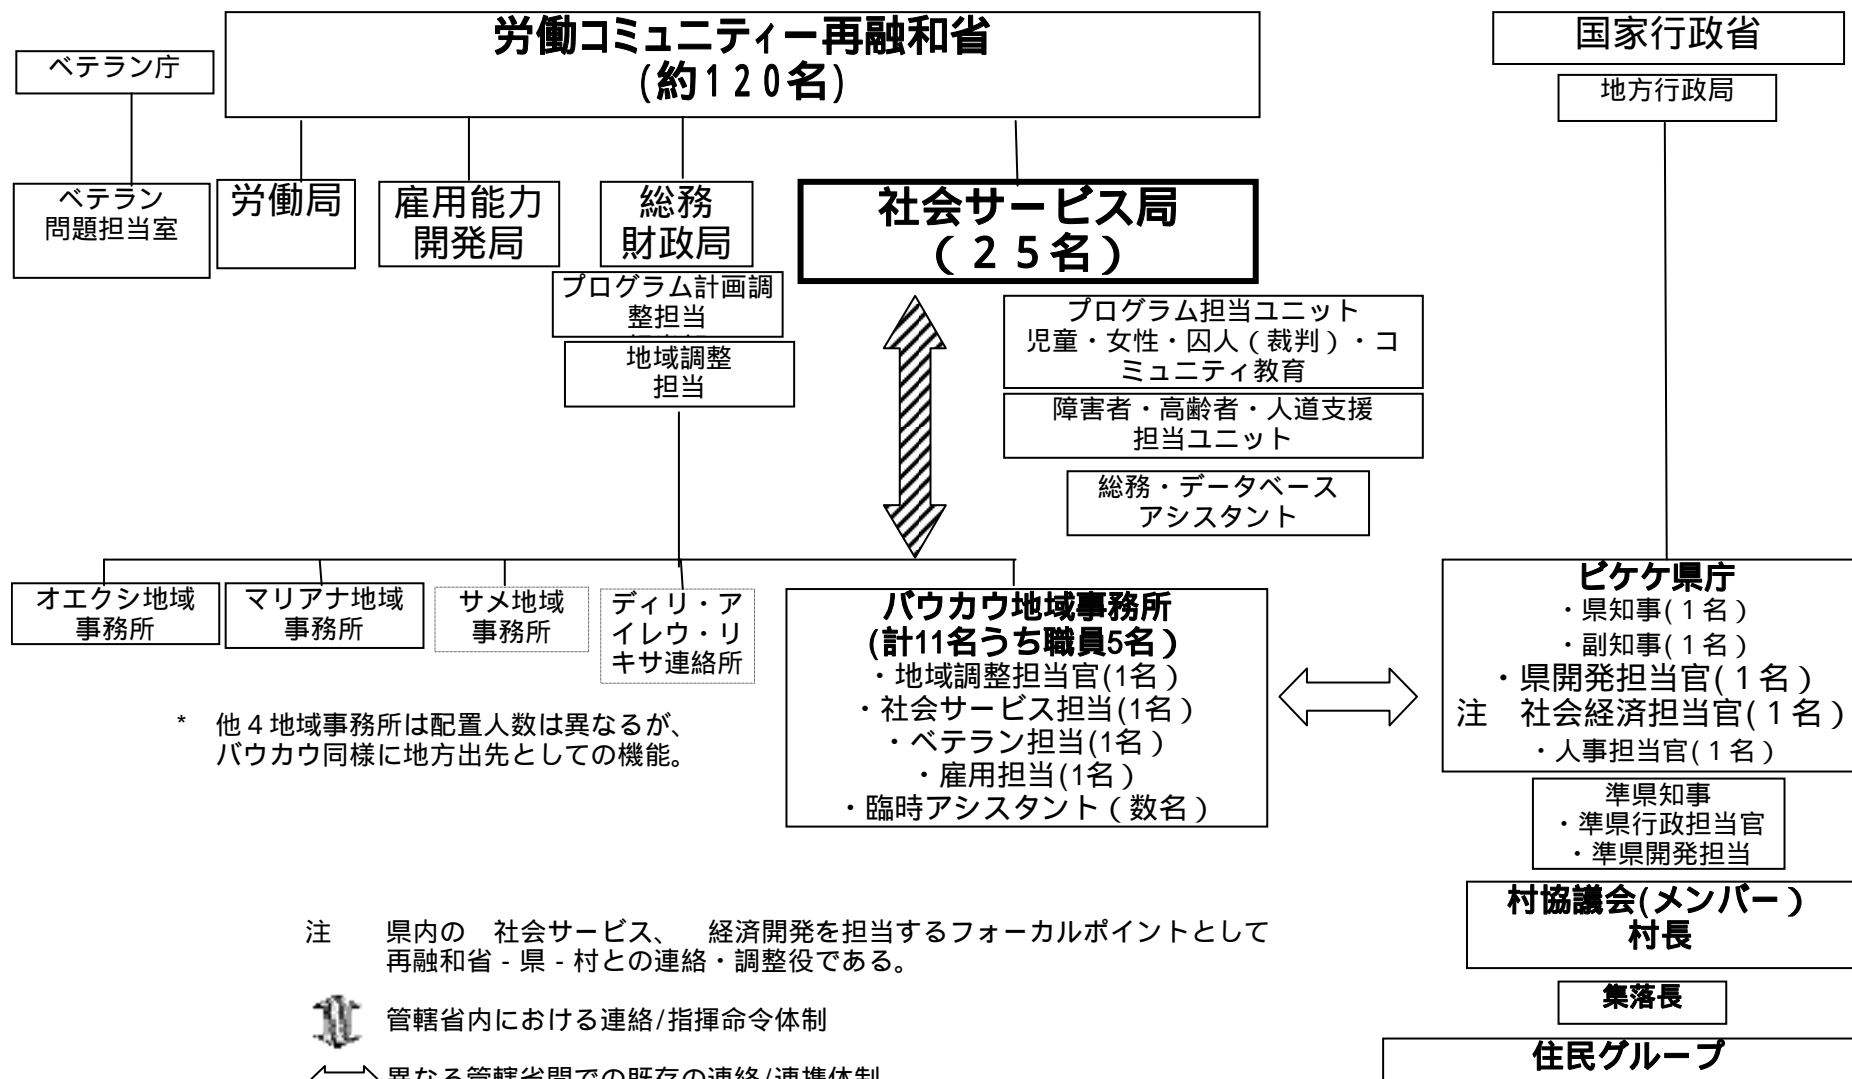 労働コミュニティー再融和省
(約120名)
国家行政省
ベテラン庁
地方行政局
ベテラン
問題担当室
労働局
雇用能力
開発局
総務
財政局
社会サービス局
(25名)
プログラム計画調
整担当
地域調整
担当
プログラム担当ユニット
児童・女性・囚人(裁判)・コ
ミュニティ教育
障害者・高齢者・人道支援
担当ユニット
総務・データベース
アシスタント
オエクシ地域
事務所
マリアナ地域
事務所
サメ地域
事務所
ディリ・ア
イレウ・リ
キサ連絡所
バウカウ地域事務所
(計11名うち職員5名)
・地域調整担当官(1名)
・社会サービス担当(1名)
・ベテラン担当(1名)
・雇用担当(1名)
・臨時アシスタント(数名)
ビケケ県庁
・県知事(1名)
・副知事(1名)
・県開発担当官(1名)
注 社会経済担当官(1名)
・人事担当官(1名)
* 他4地域事務所は配置人数は異なるが、
バウカウ同様に地方出先としての機能。
準県知事
・準県行政担当官
・準県開発担当
村協議会(メンバー)
村長
集落長
住民グループ
注 県内の 社会サービス、 経済開発を担当するフォーカルポイントとして
再融和省-県-村との連絡・調整役である。
管轄省内における連絡/指揮命令体制
異なる管轄省間での既存の連絡/連携体制